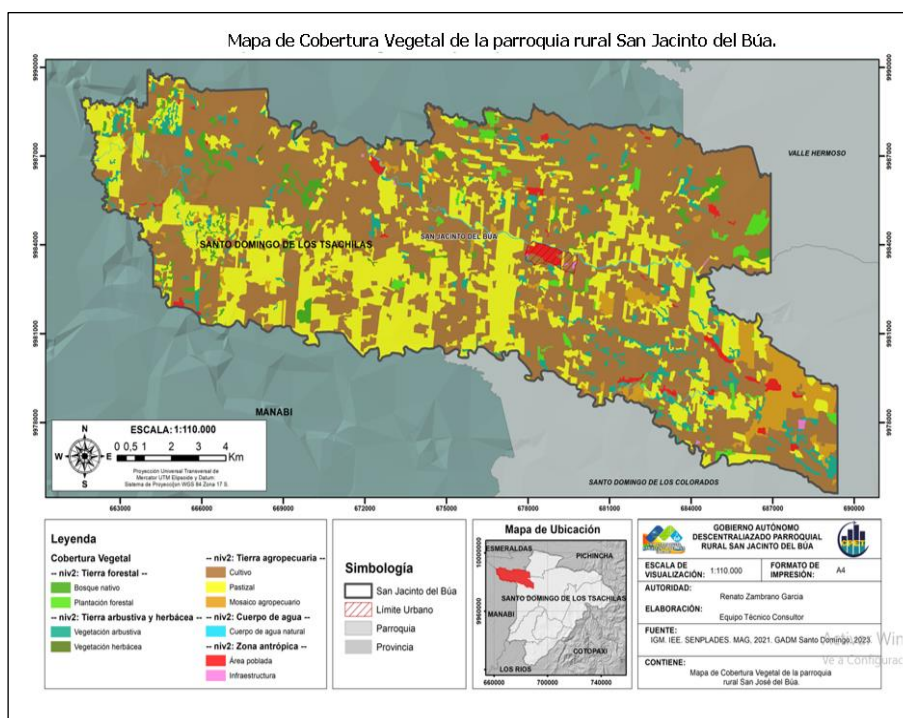 Mapa de Cobertura Vegetal de la parroquia rural San Jacinto del Búa.
9990000
9990000
9987000
9987000
9984000
9984000
9981000
9981000
9978000
9978000
VALLE HERMOSO
SAN JACINTO DEL BÚA
SANTO DOMINGO DE LOS TSACHILAS
MANABI
SANTO DOMINGO DE LOS COLORADOS
N
W
E
S
ESCALA: 1:110.000
0 0,5 1 2 3 4
Km
Proyección Universal Transversal de
Mercator UTM Elipsoide y Datum:
Sistema de Proyección WGS 84 Zona 17 S.
663000
666000
669000
672000
675000
678000
681000
684000
687000
690000
Leyenda
Cobertura Vegetal
-- niv2: Tierra forestal --
Bosque nativo
Plantación forestal
-- niv2: Tierra arbustiva y herbácea --
Vegetación arbustiva
Vegetación herbácea
-- niv2: Tierra agropecuaria --
Cultivo
Pastizal
Mosaico agropecuario
-- niv2: Cuerpo de agua --
Cuerpo de agua natural
-- niv2: Zona antrópica --
Área poblada
Infraestructura
Simbología
San Jacinto del Búa
Límite Urbano
Parroquia
Provincia
Mapa de Ubicación
ESMERALDAS
PICHINCHA
SANTO DOMINGO DE LOS TSACHILAS
MANABI
COTOPAXI
LOS RIOS
10000000
9960000
660000
700000
740000
GOBIERNO AUTÓNOMO
DESCENTRALIZADO PARROQUIAL
RURAL SAN JACINTO DEL BÚA
ESCALA DE
VISUALIZACIÓN: 1:110.000
FORMATO DE
IMPRESIÓN: A4
AUTORIDAD:
Renato Zambrano Garcia
ELABORACIÓN:
Equipo Técnico Consultor
FUENTE:
IGM. IEE. SENPLADES. MAG, 2021. GADM Santo Domingo, 2023.
CONTIENE:
Mapa de Cobertura Vegetal de la parroquia
rural San José del Búa.